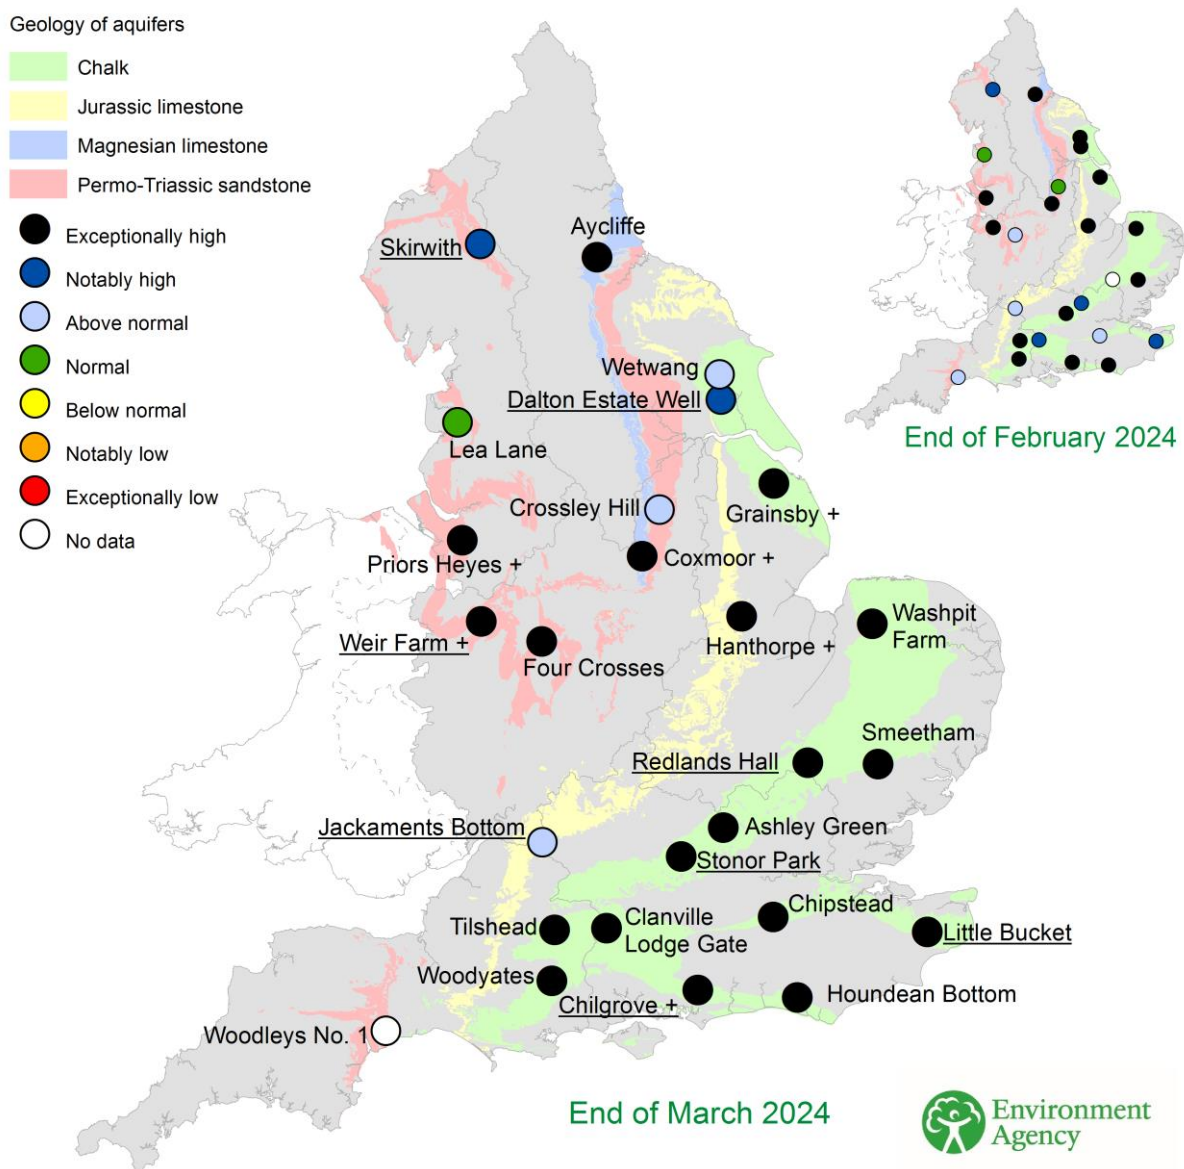 Geology of aquifers
Chalk
Jurassic limestone
Magnesian limestone
Permo-Triassic sandstone
Exceptionally high
Notably high
Above normal
Normal
Below normal
Notably low
Exceptionally low
No data
Skirwith
Aycliffe
Wetwang
Dalton Estate Well
Lea Lane
Crossley Hill
Grainsby +
Priors Heyes +
Coxmoor +
Weir Farm +
Four Crosses
Hanthorpe +
Washpit
Farm
Smeetham
Redlands Hall
Jackaments Bottom
Ashley Green
Stonor Park
Tilshead
Clanville
Lodge Gate
Chipstead
Little Bucket
Woodyates
Chilgrove +
Houndean Bottom
Woodleys No. 1
End of February 2024
End of March 2024
Environment
Agency